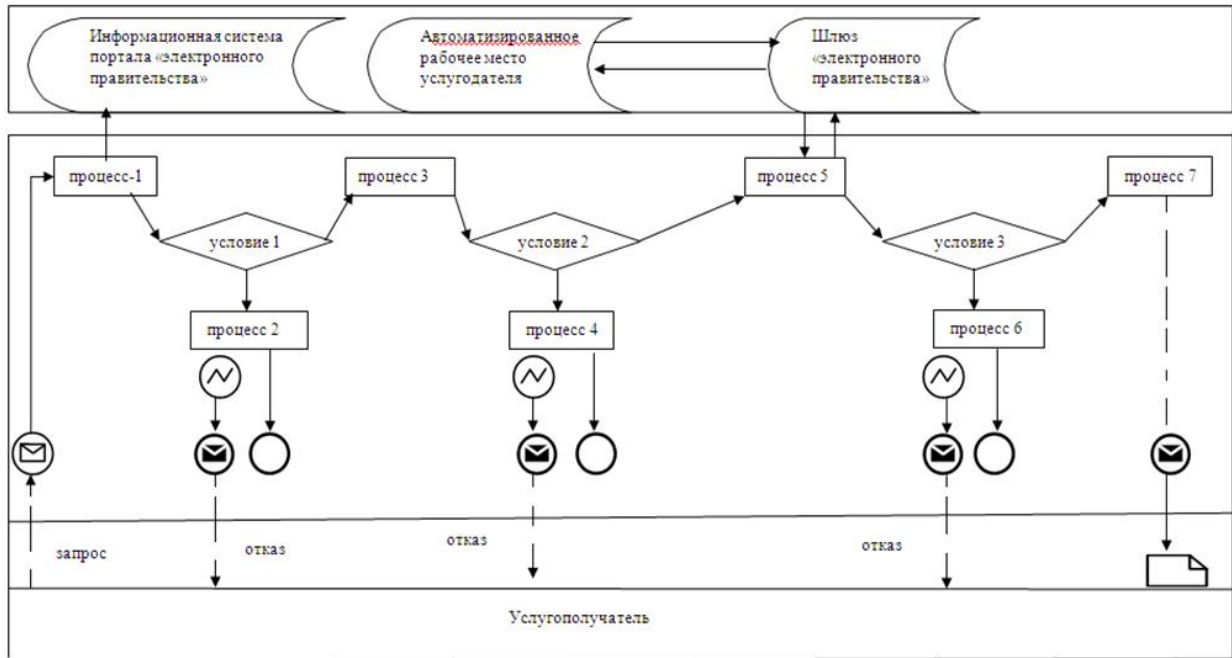 Информационная система
портала «электронного
правительства»
Автоматизированное
рабочее место
услугодателя
Шлюз
«электронного
правительства»
процесс-1
процесс 3
процесс 5
процесс 7
условие 1
условие 2
условие 3
процесс 2
процесс 4
процесс 6
запрос
отказ
отказ
отказ
Услугополучатель